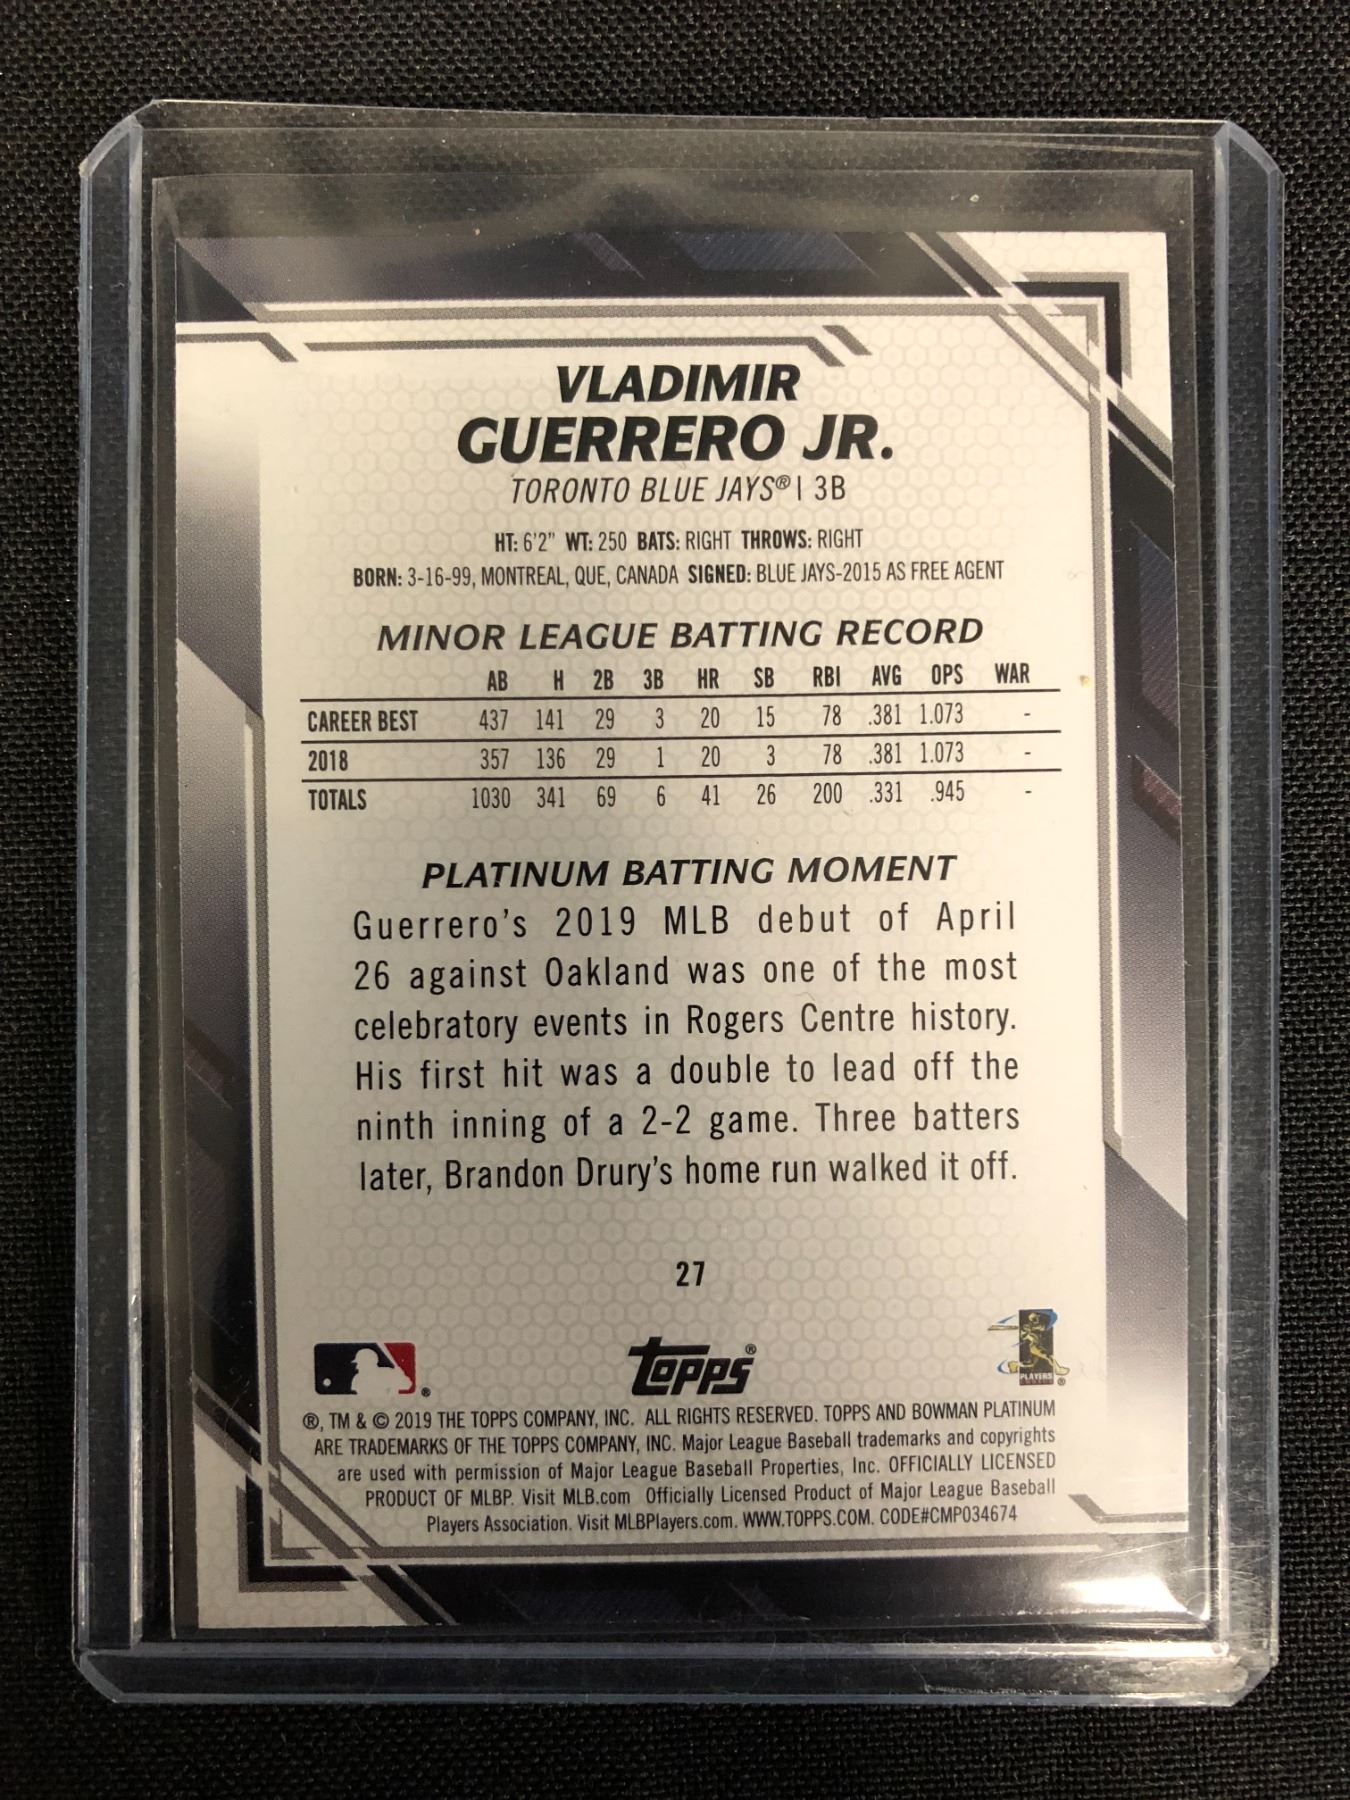 VLADIMIR
GUERRERO JR.
TORONTO BLUE JAYS® | 3B
HT: 6'2" WT: 250 BATS: RIGHT THROWS: RIGHT
BORN: 3-16-99, MONTREAL, QUE, CANADA SIGNED: BLUE JAYS-2015 AS FREE AGENT
MINOR LEAGUE BATTING RECORD
AB H 2B 3B HR SB RBI AVG OPS WAR
CAREER BEST 437 141 29 3 20 15 78 .381 1.073 -
2018 357 136 29 1 20 3 78 .381 1.073 -
TOTALS 1030 341 69 6 41 26 200 .331 .945 -
PLATINUM BATTING MOMENT
Guerrero's 2019 MLB debut of April
26 against Oakland was one of the most
celebratory events in Rogers Centre history.
His first hit was a double to lead off the
ninth inning of a 2-2 game. Three batters
later, Brandon Drury's home run walked it off.
27
®
Topps®
PLAYERS
®
®, TM & © 2019 THE TOPPS COMPANY, INC. ALL RIGHTS RESERVED. TOPPS AND BOWMAN PLATINUM
ARE TRADEMARKS OF THE TOPPS COMPANY, INC. Major League Baseball trademarks and copyrights
are used with permission of Major League Baseball Properties, Inc. OFFICIALLY LICENSED
PRODUCT OF MLBP. Visit MLB.com Officially Licensed Product of Major League Baseball
Players Association. Visit MLBPlayers.com. WWW.TOPPS.COM. CODE#CMP034674